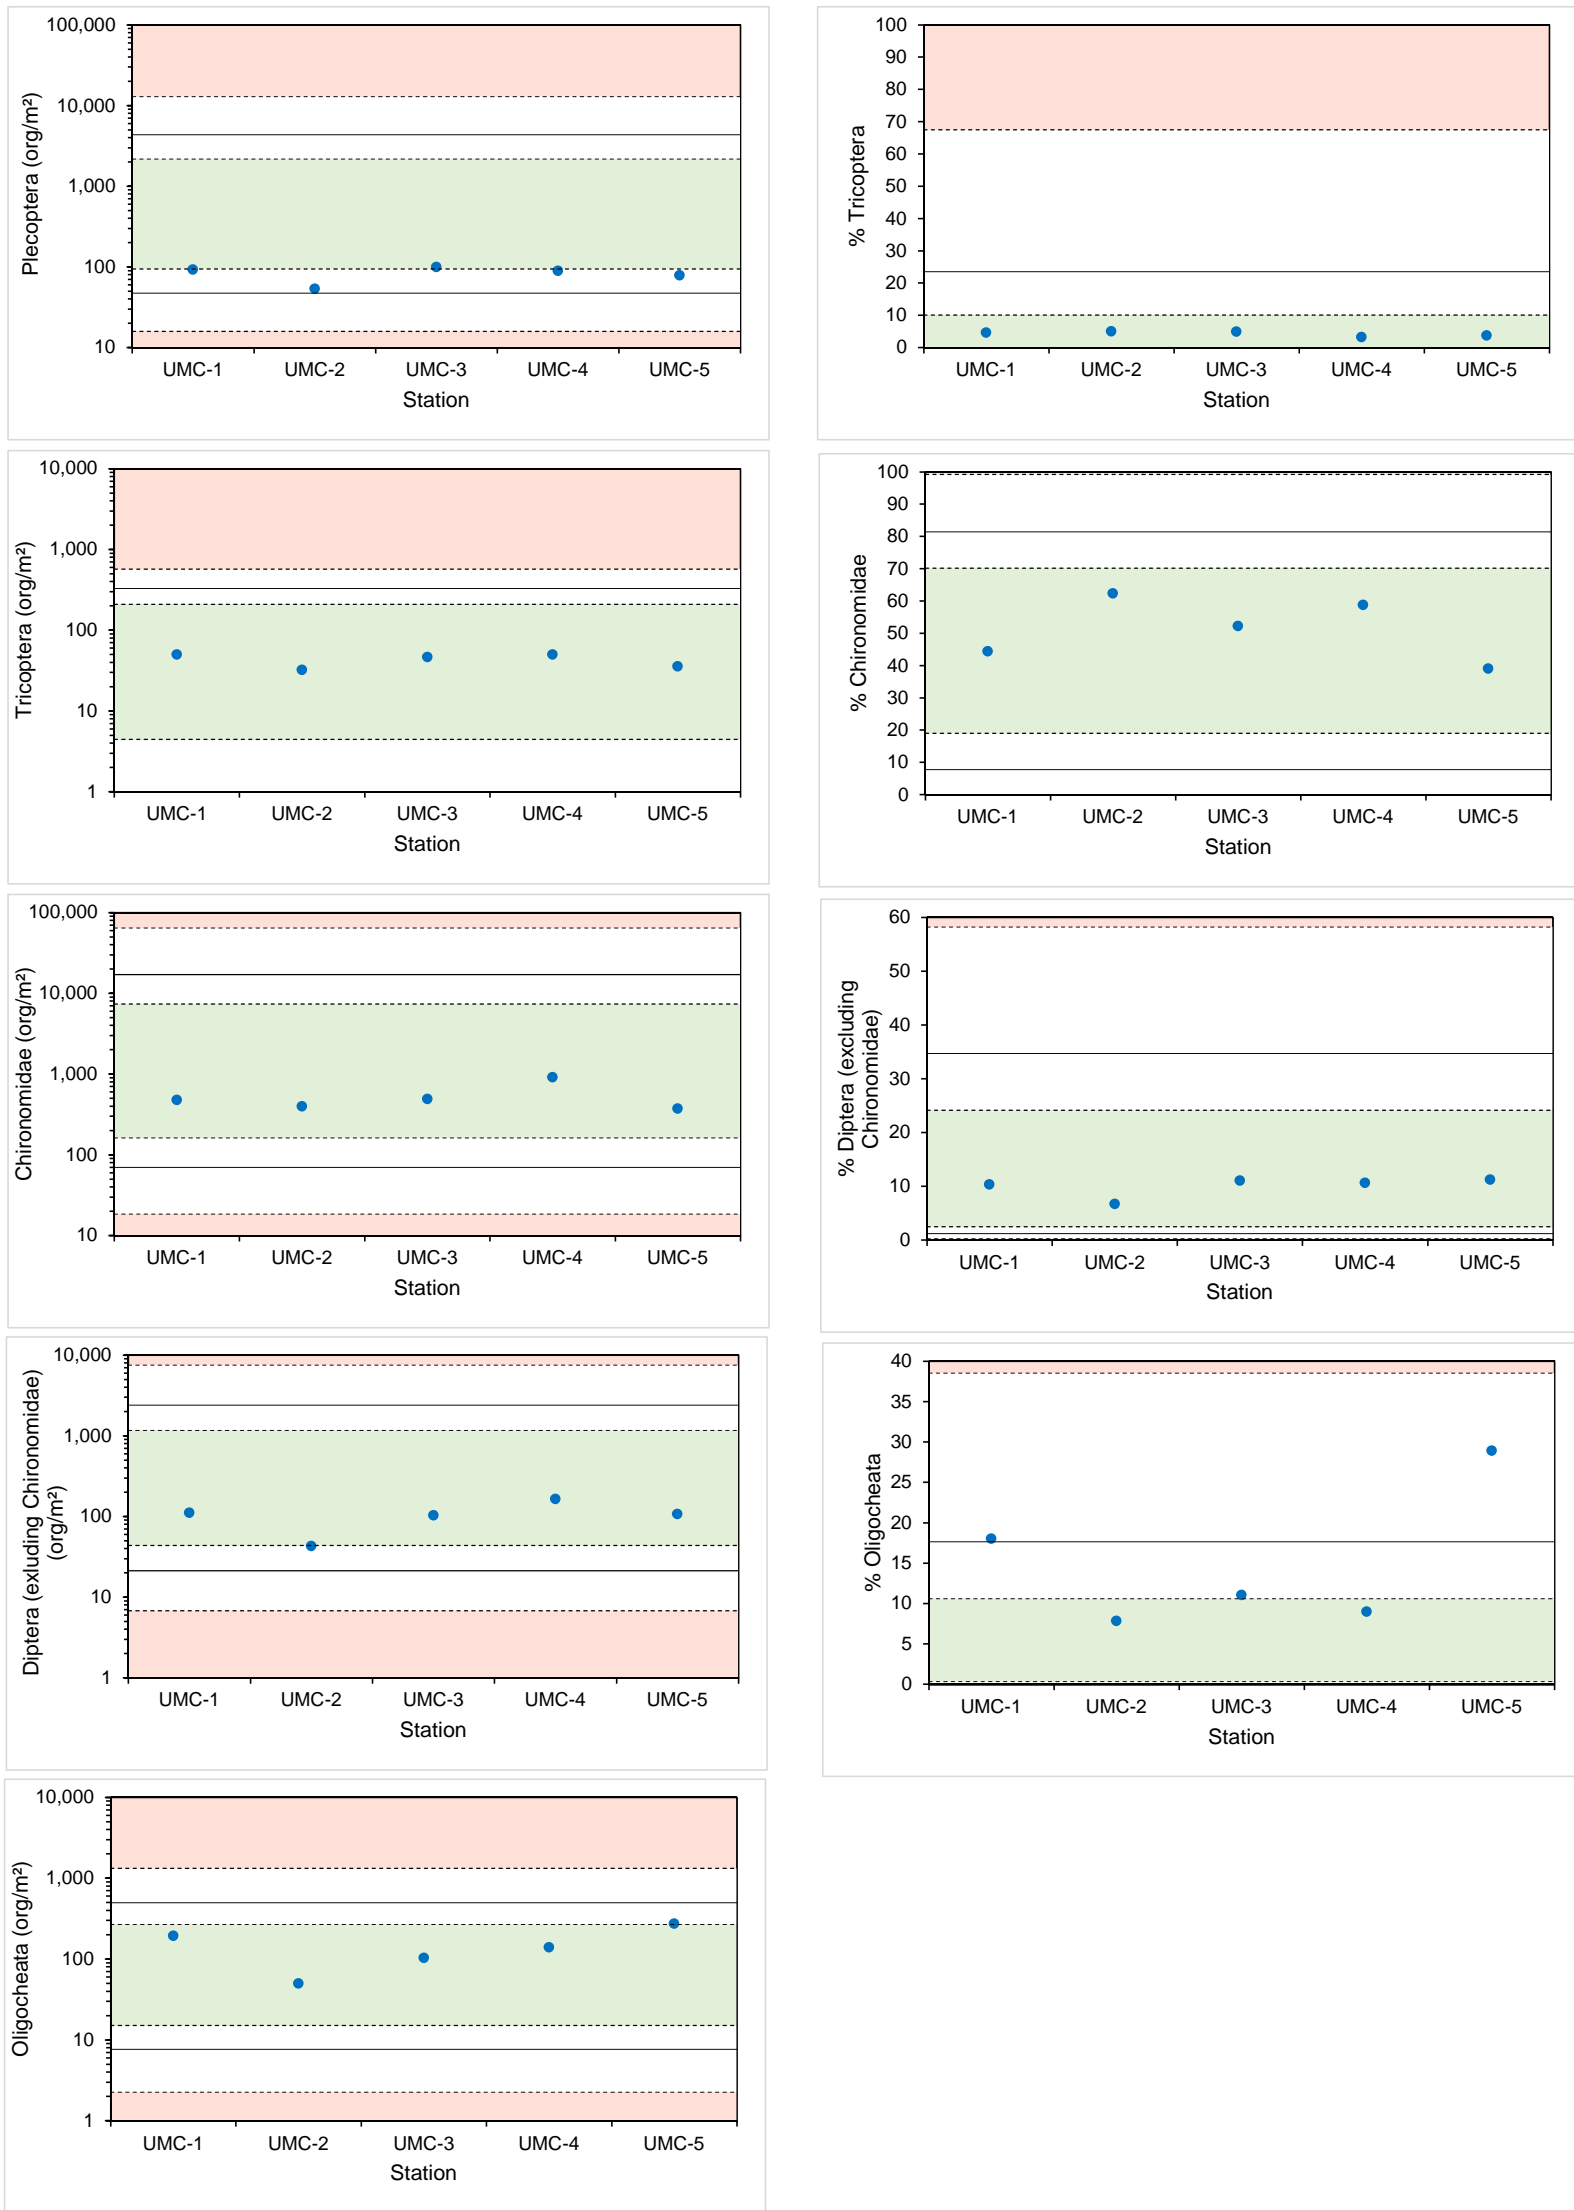 Plecoptera (org/m²)
100,000
10,000
1,000
100
10
UMC-1 UMC-2 UMC-3 UMC-4 UMC-5
Station
% Tricoptera
100
90
80
70
60
50
40
30
20
10
0
UMC-1 UMC-2 UMC-3 UMC-4 UMC-5
Station
Tricoptera (org/m²)
10,000
1,000
100
10
1
UMC-1 UMC-2 UMC-3 UMC-4 UMC-5
Station
% Chironomidae
100
90
80
70
60
50
40
30
20
10
0
UMC-1 UMC-2 UMC-3 UMC-4 UMC-5
Station
Chironomidae (org/m²)
100,000
10,000
1,000
100
10
UMC-1 UMC-2 UMC-3 UMC-4 UMC-5
Station
% Diptera (excluding
Chironomidae)
60
50
40
30
20
10
0
UMC-1 UMC-2 UMC-3 UMC-4 UMC-5
Station
Diptera (exluding Chironomidae)
(org/m²)
10,000
1,000
100
10
1
UMC-1 UMC-2 UMC-3 UMC-4 UMC-5
Station
% Oligocheata
40
35
30
25
20
15
10
5
0
UMC-1 UMC-2 UMC-3 UMC-4 UMC-5
Station
Oligocheata (org/m²)
10,000
1,000
100
10
1
UMC-1 UMC-2 UMC-3 UMC-4 UMC-5
Station